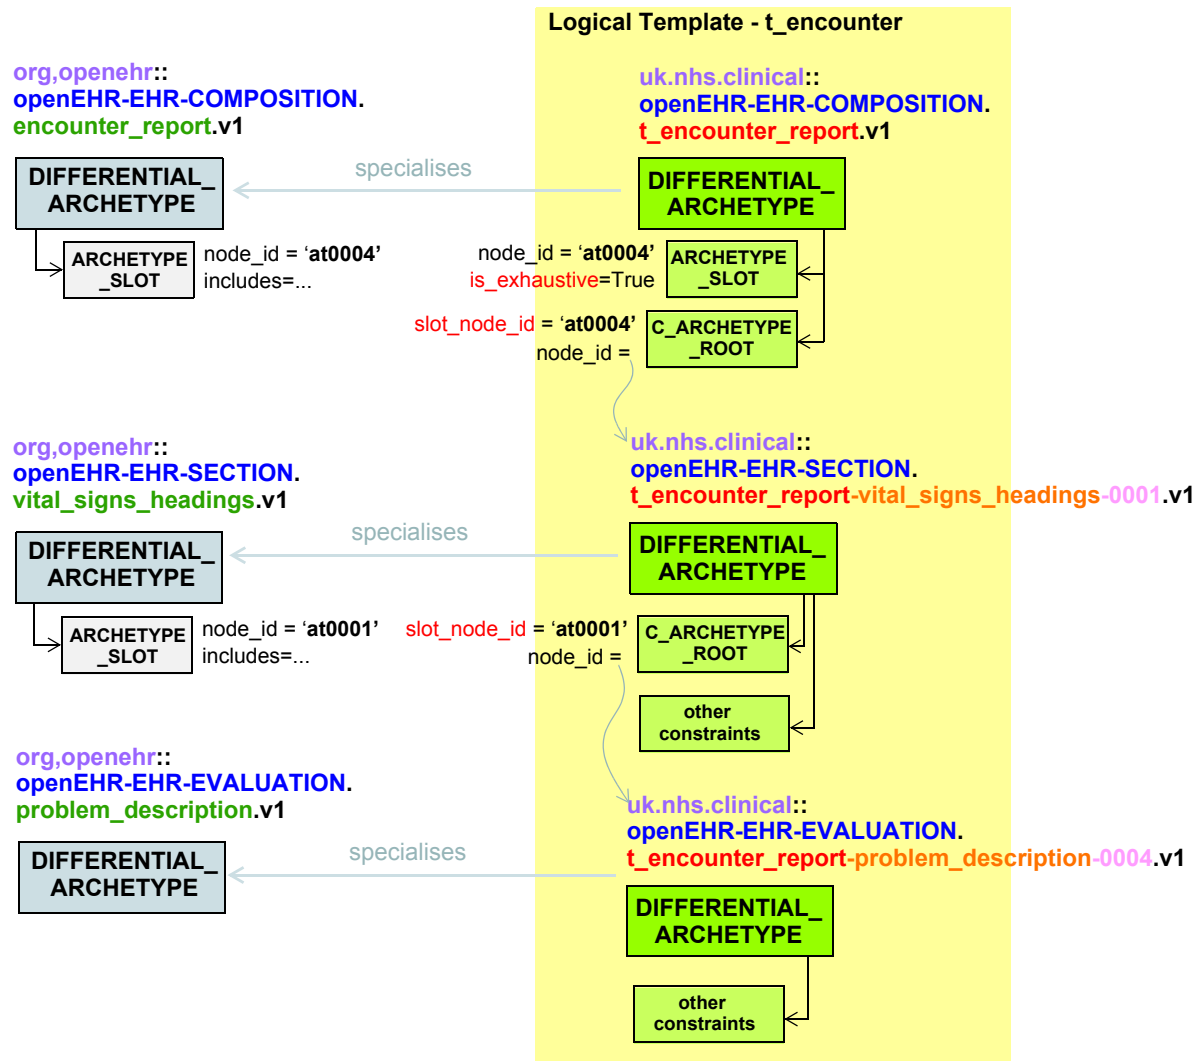 Logical Template - t_encounter
org,openehr::
openEHR-EHR-COMPOSITION.
encounter_report.v1
uk.nhs.clinical::
openEHR-EHR-COMPOSITION.
t_encounter_report.v1
DIFFERENTIAL_
ARCHETYPE
specialises
DIFFERENTIAL_
ARCHETYPE
ARCHETYPE
_SLOT
node_id = ‘at0004’
includes=...
node_id = ‘at0004’
is_exhaustive=True
ARCHETYPE
_SLOT
slot_node_id = ‘at0004’
node_id =
C_ARCHETYPE
_ROOT
org,openehr::
openEHR-EHR-SECTION.
vital_signs_headings.v1
uk.nhs.clinical::
openEHR-EHR-SECTION.
t_encounter_report-vital_signs_headings-0001.v1
DIFFERENTIAL_
ARCHETYPE
specialises
DIFFERENTIAL_
ARCHETYPE
ARCHETYPE
_SLOT
node_id = ‘at0001’
includes=...
slot_node_id = ‘at0001’
node_id =
C_ARCHETYPE
_ROOT
other
constraints
org,openehr::
openEHR-EHR-EVALUATION.
problem_description.v1
uk.nhs.clinical::
openEHR-EHR-EVALUATION.
t_encounter_report-problem_description-0004.v1
DIFFERENTIAL_
ARCHETYPE
specialises
DIFFERENTIAL_
ARCHETYPE
other
constraints